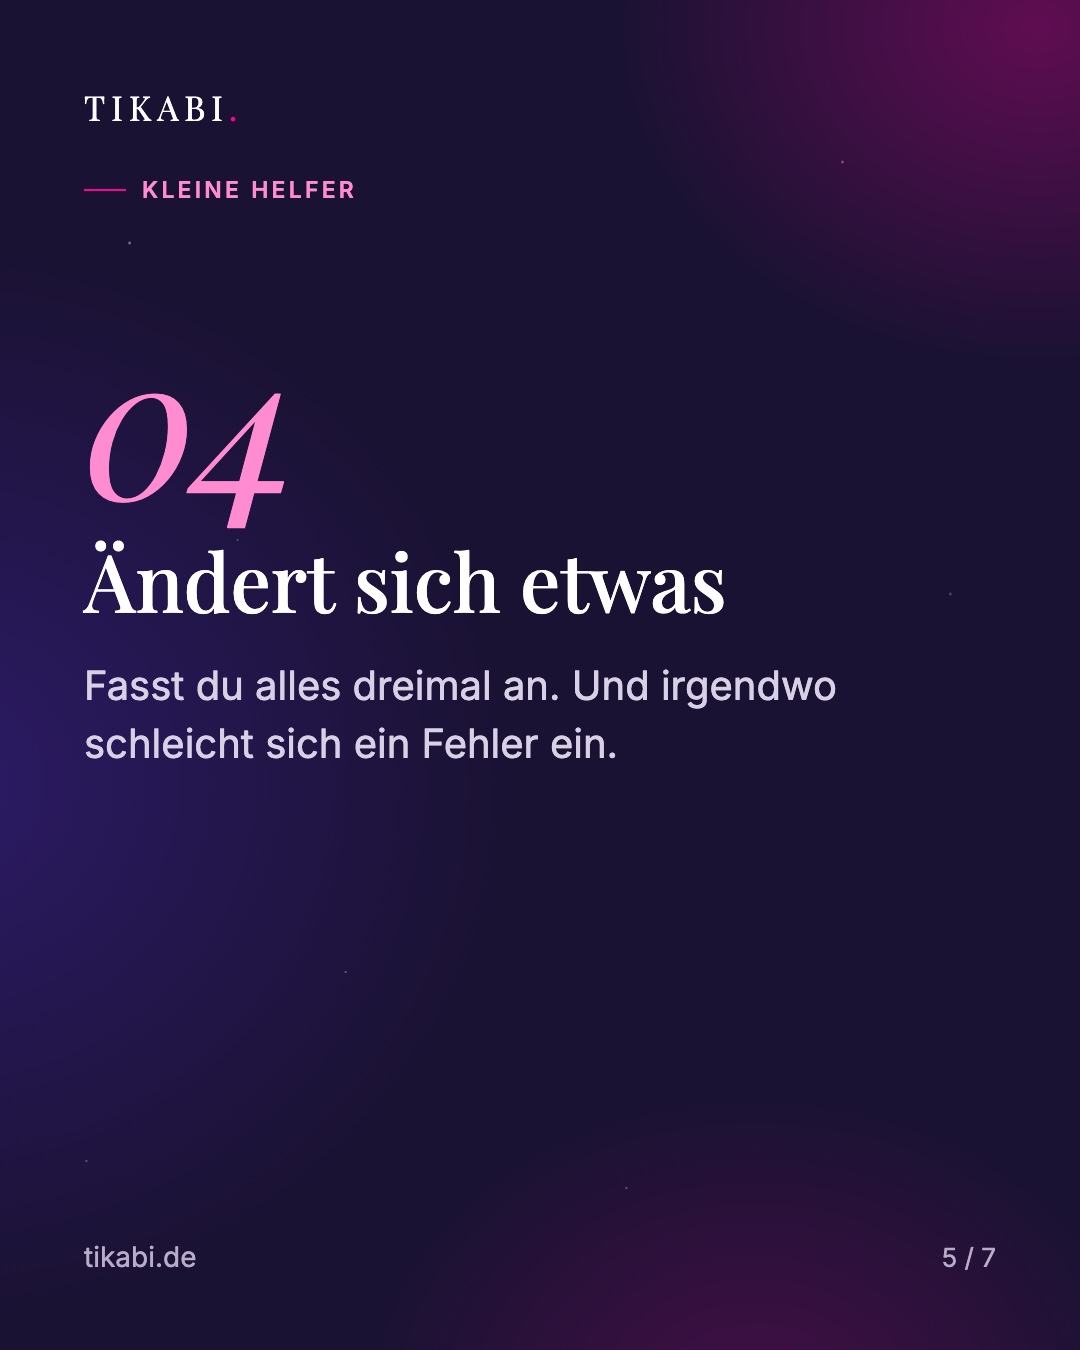 TIKABI.
KLEINE HELFER
04
Ändert sich etwas
Fasst du alles dreimal an. Und irgendwo
schleicht sich ein Fehler ein.
tikabi.de
5 / 7